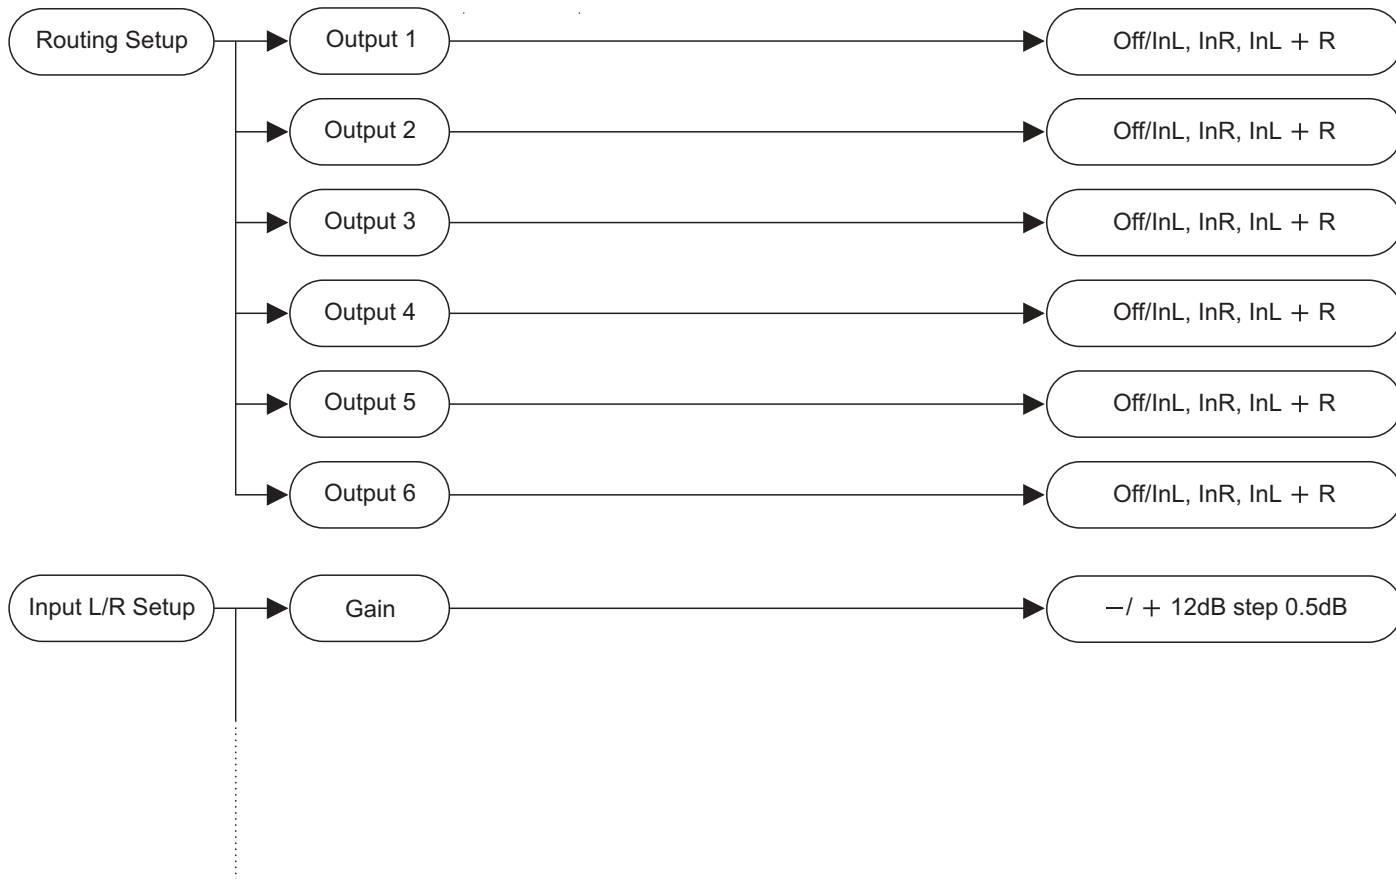 Routing Setup
Output 1
Off/InL, InR, InL + R
Output 2
Off/InL, InR, InL + R
Output 3
Off/InL, InR, InL + R
Output 4
Off/InL, InR, InL + R
Output 5
Off/InL, InR, InL + R
Output 6
Off/InL, InR, InL + R
Input L/R Setup
Gain
−/ + 12dB step 0.5dB